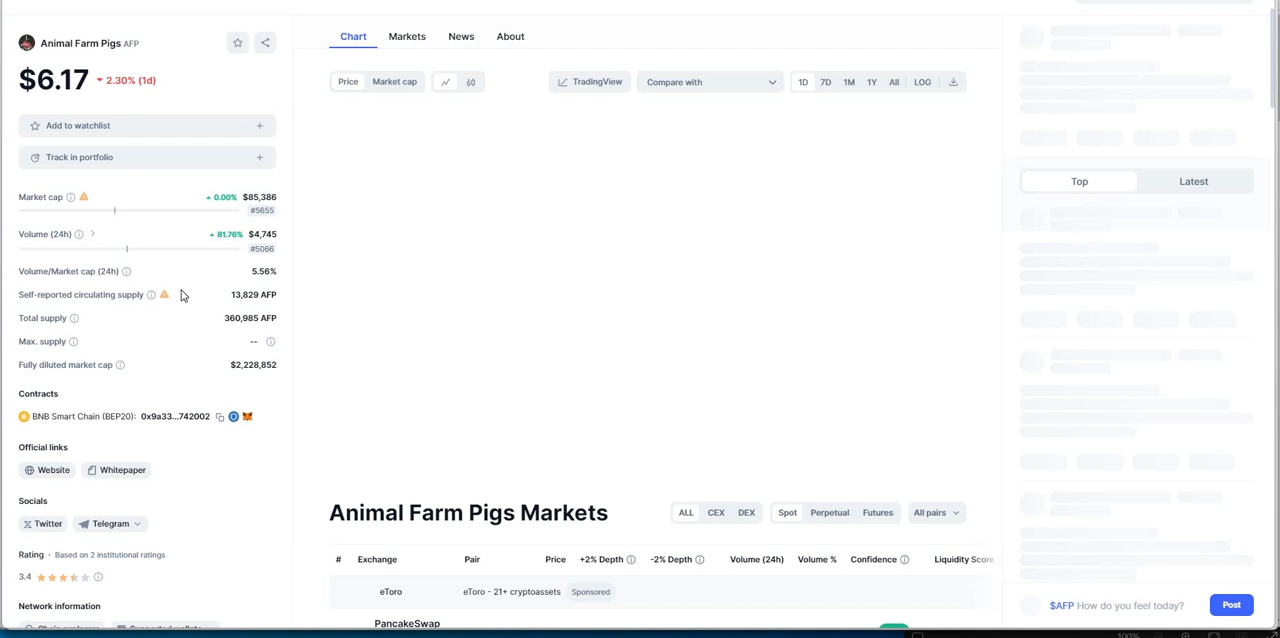 Animal Farm Pigs AFP
$6.17 2.30% (1d)
Add to watchlist +
Track in portfolio +
Market cap 0.00% $85,386
#5655
Volume (24h) 81.76% $4,745
#5066
Volume/Market cap (24h) 5.56%
Self-reported circulating supply 13,829 AFP
Total supply 360,985 AFP
Max. supply --
Fully diluted market cap $2,228,852
Contracts
BNB Smart Chain (BEP20): 0x9a33...742002
Official links
Website Whitepaper
Socials
Twitter Telegram
Rating · Based on 2 institutional ratings
3.4
Network information
Chain explorers Supported wallets
Chart Markets News About
Price Market cap TradingView Compare with 1D 7D 1M 1Y All LOG
Animal Farm Pigs Markets ALL CEX DEX Spot Perpetual Futures All pairs
# Exchange Pair Price +2% Depth -2% Depth Volume (24h) Volume % Confidence Liquidity Score
eToro eToro - 21+ cryptoassets Sponsored
PancakeSwap
Top Latest
$AFP How do you feel today? Post
100%